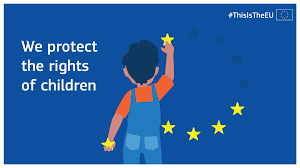 #ThisIsTheEU
We protect
the rights
of children